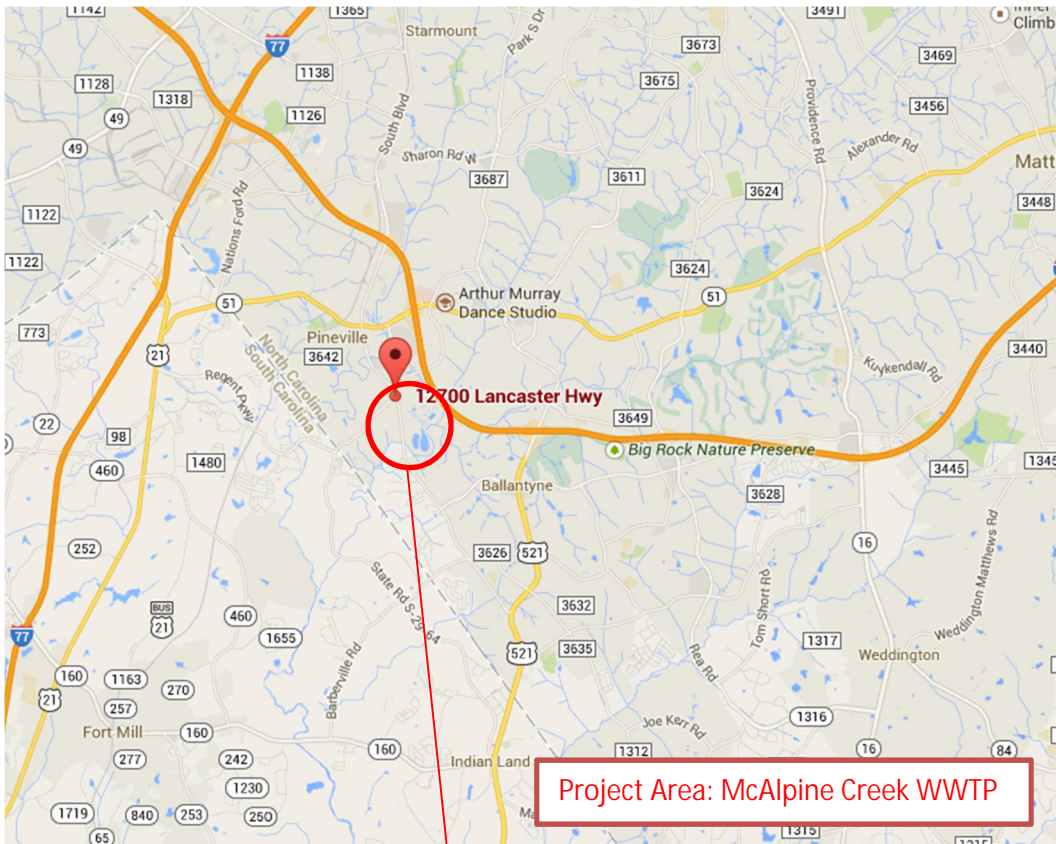 1142
1365
77
Starmount
Park S Dr
3491
Inner
Climb
3673
3469
1128
1138
3675
1318
1126
South Blvd
Providence Rd
3456
49
49
Sharon Rd W
Alexander Rd
Matt
3687
3611
3624
3448
1122
Nations Ford Rd
1122
3624
51
Arthur Murray
Dance Studio
51
773
Pineville
3642
North Carolina
South Carolina
21
3440
Regent Pkwy
Kuykendall Rd
12700 Lancaster Hwy
22
98
3649
Big Rock Nature Preserve
460
1480
3445
1345
Ballantyne
3628
252
3626
521
16
State Rd S-29-64
Weddington Matthews Rd
BUS
21
460
3632
Tom Short Rd
77
1655
521
3635
1317
Rea Rd
Weddington
160
1163
270
Barberville Rd
21
257
1316
Fort Mill
160
Joe Kerr Rd
277
242
160
1312
16
84
Indian Land
1230
Project Area: McAlpine Creek WWTP
1719
840
253
250
65
1315
1315